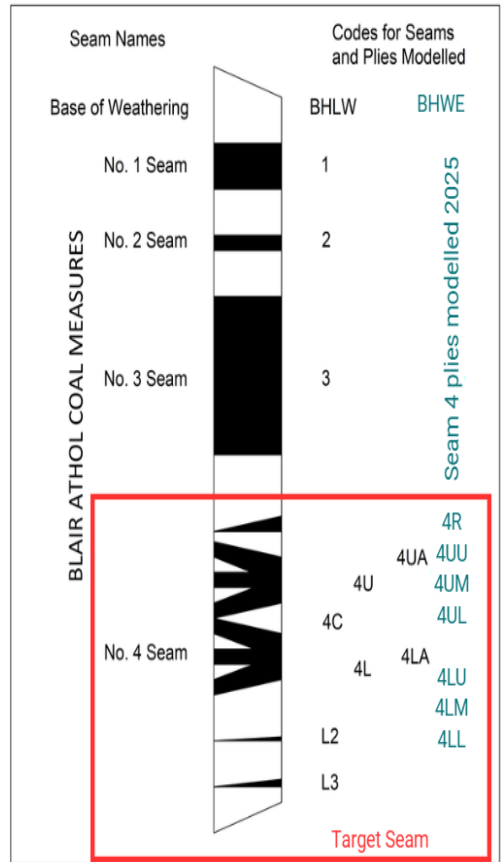 Seam Names
Codes for Seams
and Plies Modelled
Base of Weathering
BHLW
BHWE
No. 1 Seam
1
No. 2 Seam
2
No. 3 Seam
3
BLAIR ATHOL COAL MEASURES
Seam 4 plies modelled 2025
4R
4UA
4UU
4U
4UM
4C
4UL
No. 4 Seam
4L
4LA
4LU
4LM
L2
4LL
L3
Target Seam